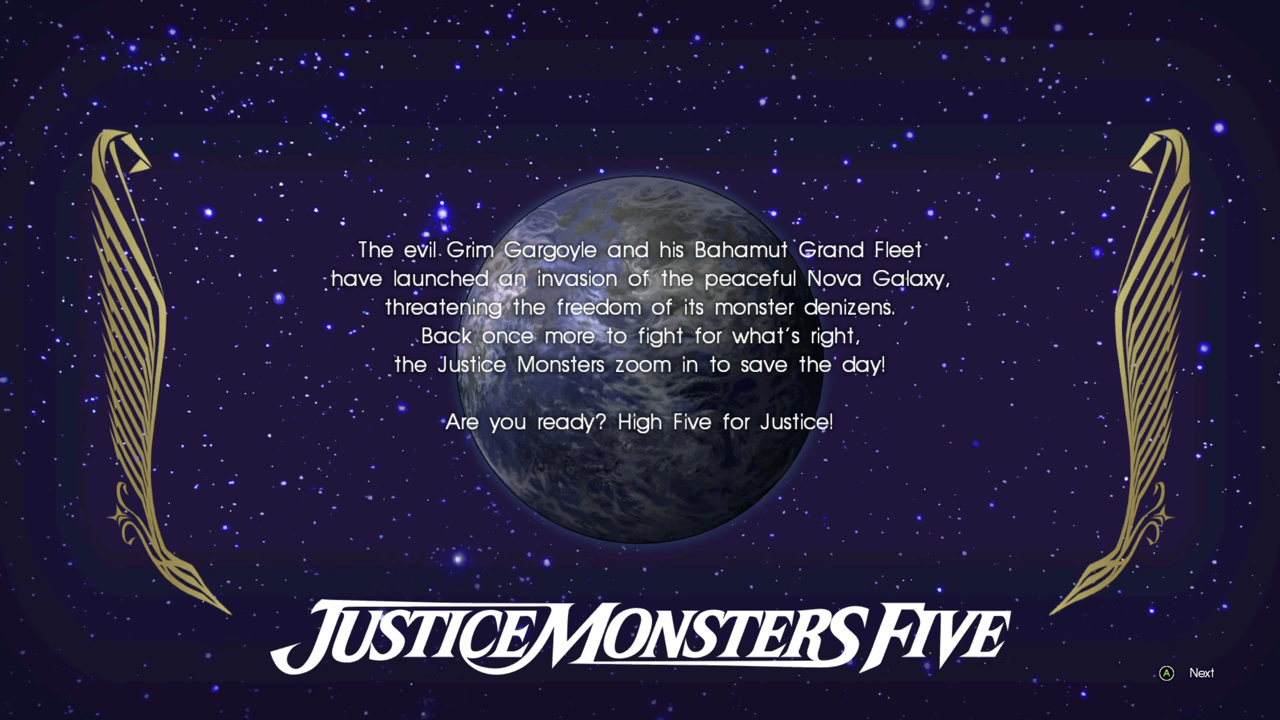 The evil Grim Gargoyle and his Bahamut Grand Fleet
have launched an invasion of the peaceful Nova Galaxy,
threatening the freedom of its monster denizens.
Back once more to fight for what's right,
the Justice Monsters zoom in to save the day!
Are you ready? High Five for Justice!
JUSTICE MONSTERS FIVE
A Next